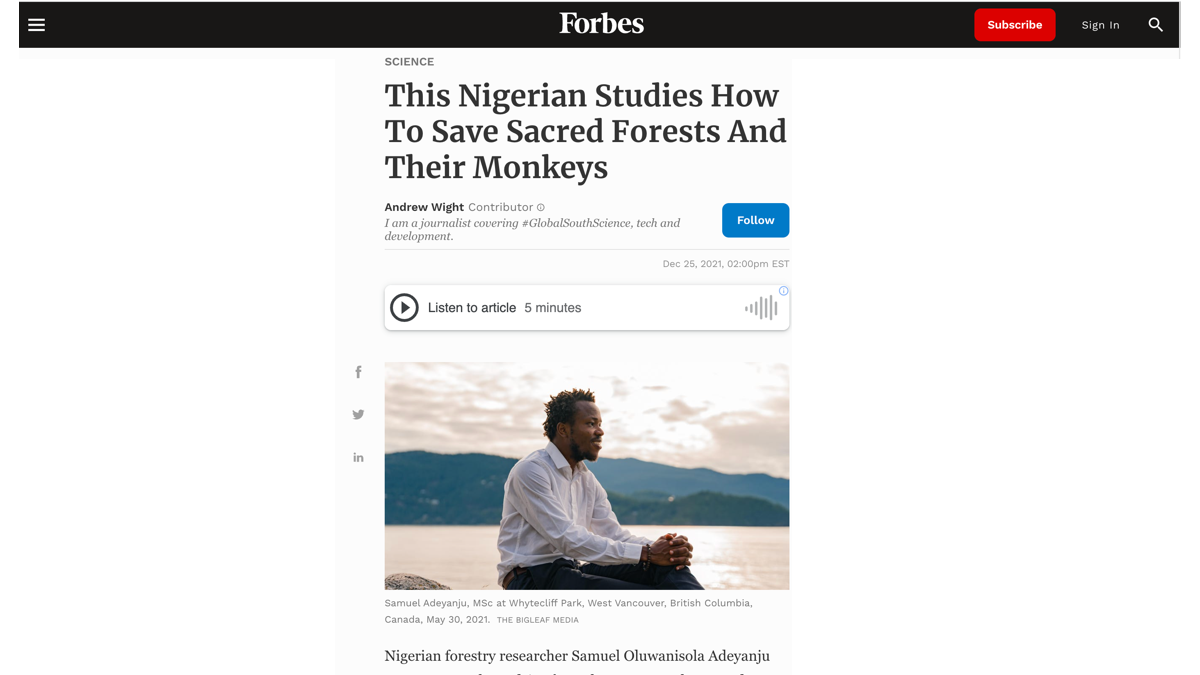 Forbes
Subscribe
Sign In
SCIENCE
This Nigerian Studies How
To Save Sacred Forests And
Their Monkeys
Andrew Wight Contributor
I am a journalist covering #GlobalSouthScience, tech and
development.
Follow
Dec 25, 2021, 02:00pm EST
Listen to article 5 minutes
Samuel Adeyanju, MSc at Whytecliff Park, West Vancouver, British Columbia,
Canada, May 30, 2021. THE BIGLEAF MEDIA
Nigerian forestry researcher Samuel Oluwanisola Adeyanju